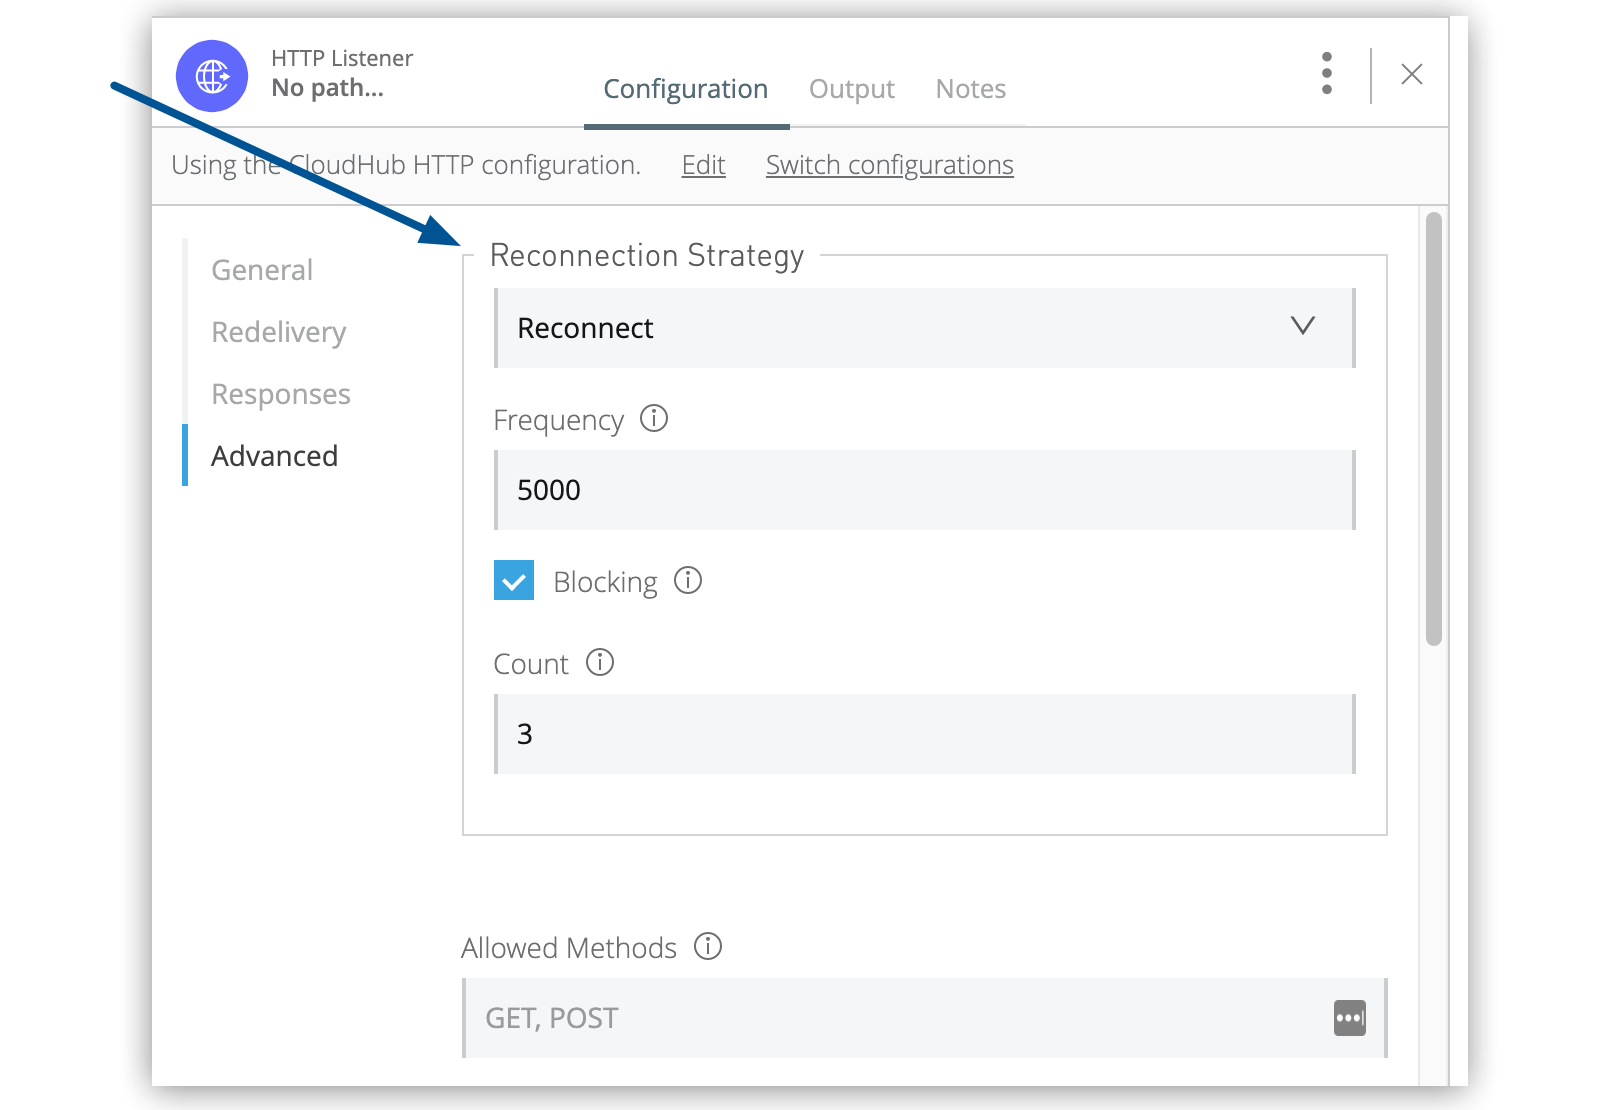 HTTP Listener
No path...
Configuration Output Notes
Using the CloudHub HTTP configuration. Edit Switch configurations
General
Redelivery
Responses
Advanced
Reconnection Strategy
Reconnect
Frequency
5000
Blocking
Count
3
Allowed Methods
GET, POST